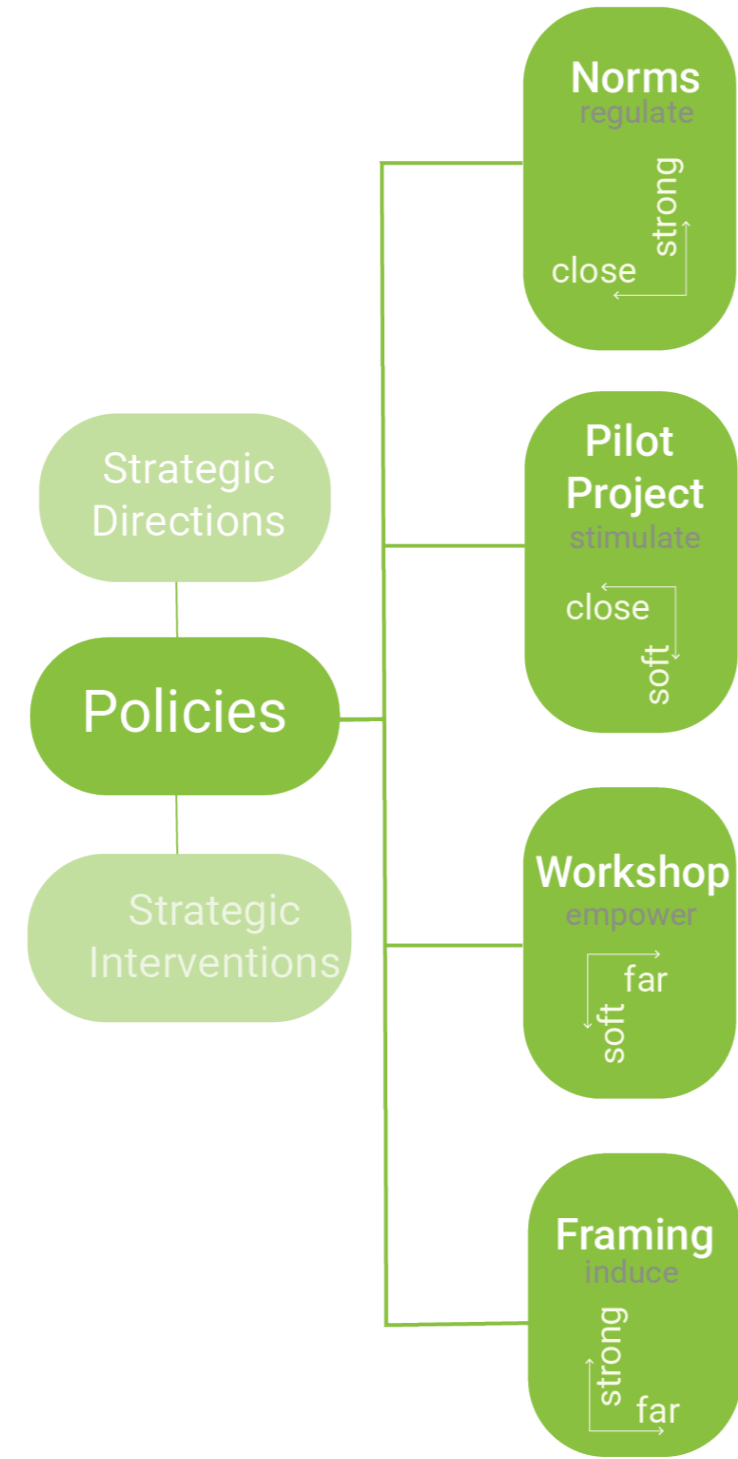 Strategic
Directions
Policies
Strategic
Interventions
Norms
regulate
strong
close
Pilot
Project
stimulate
close
soft
Workshop
empower
far
soft
Framing
induce
strong
far